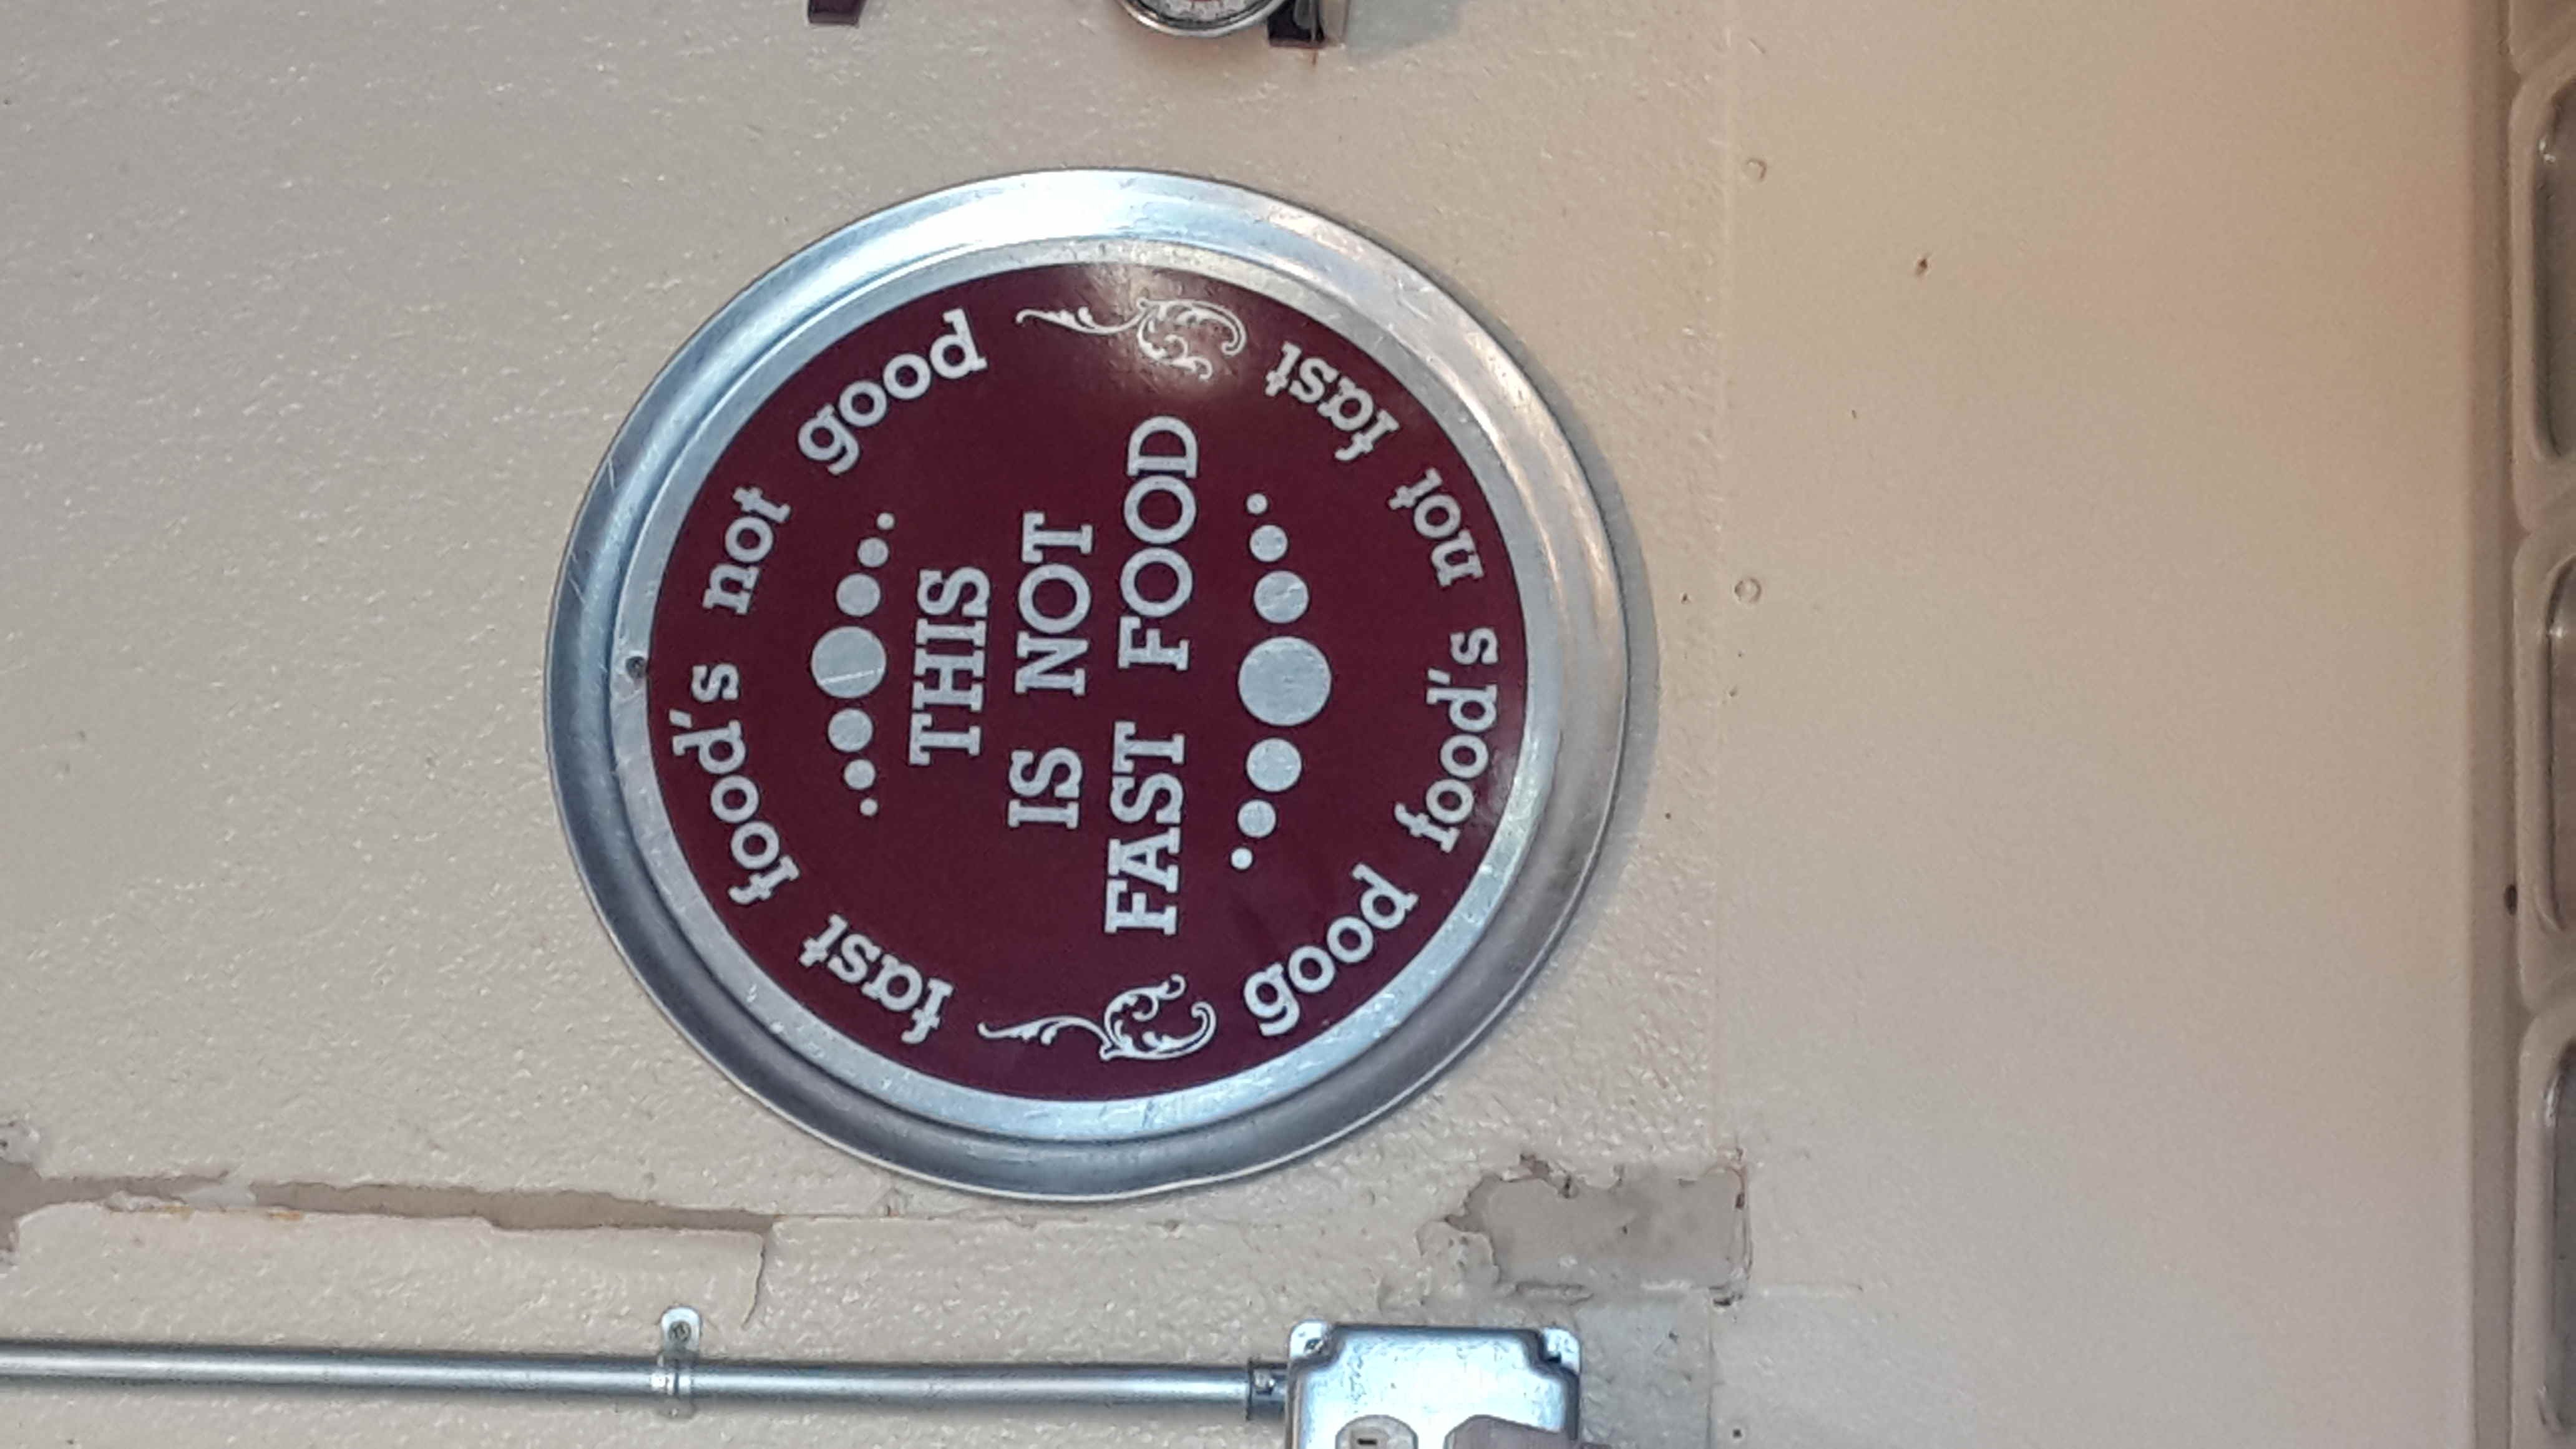 fast food's not good
THIS
IS NOT
FAST FOOD
good food's not fast